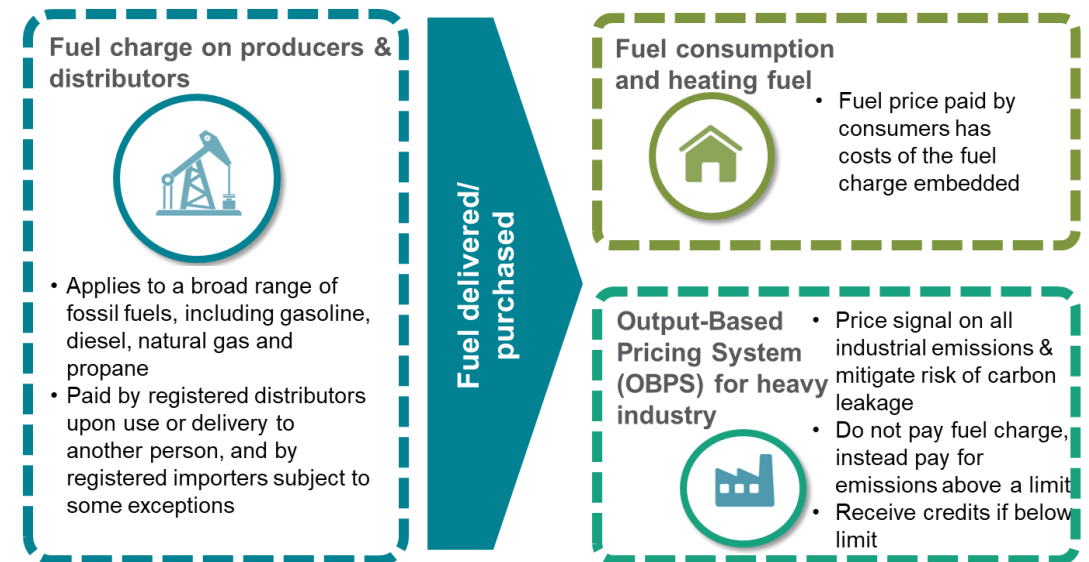 Fuel charge on producers &
distributors
• Applies to a broad range of
fossil fuels, including gasoline,
diesel, natural gas and
propane
• Paid by registered distributors
upon use or delivery to
another person, and by
registered importers subject to
some exceptions
Fuel delivered/
purchased
Fuel consumption
and heating fuel
• Fuel price paid by
consumers has
costs of the fuel
charge embedded
Output-Based
Pricing System
(OBPS) for heavy
industry
• Price signal on all
industrial emissions &
mitigate risk of carbon
leakage
• Do not pay fuel charge,
instead pay for
emissions above a limit
• Receive credits if below
limit